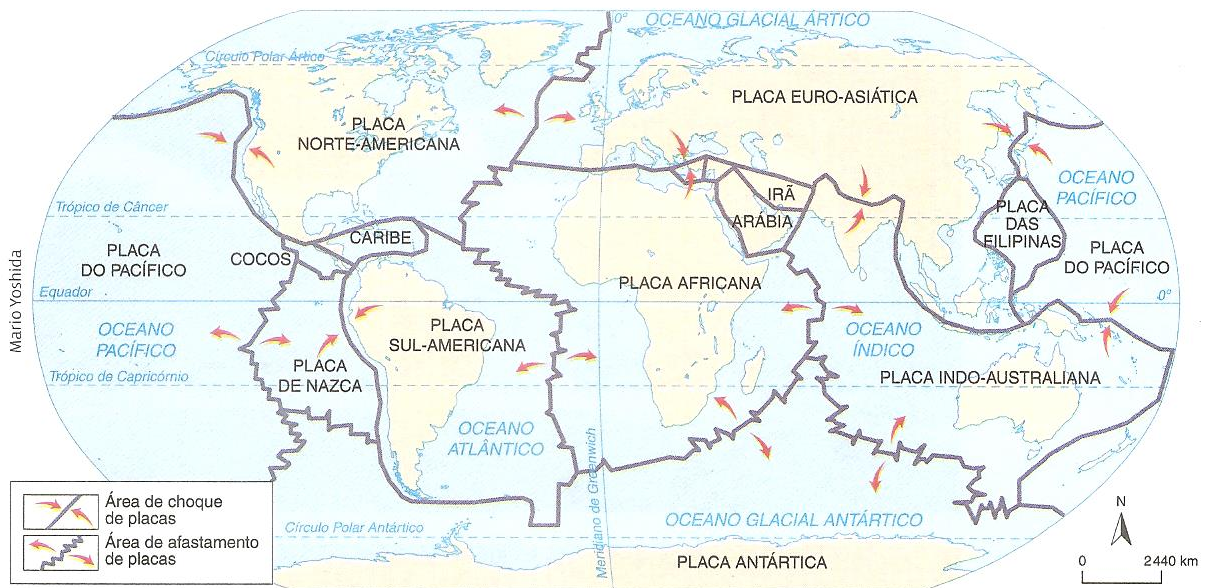 0°
OCEANO GLACIAL ÁRTICO
Círculo Polar Ártico
PLACA
NORTE-AMERICANA
PLACA EURO-ASIÁTICA
OCEANO
PACÍFICO
Trópico de Câncer
IRÃ
ARÁBIA
PLACA
DAS
FILIPINAS
CARIBE
COCOS
PLACA
DO PACÍFICO
PLACA
DO PACÍFICO
PLACA AFRICANA
Equador
0°
OCEANO
PACÍFICO
PLACA
SUL-AMERICANA
OCEANO
ÍNDICO
PLACA
DE NAZCA
Trópico de Capricórnio
PLACA INDO-AUSTRALIANA
OCEANO
ATLÂNTICO
Meridiano de Greenwich
Círculo Polar Antártico
OCEANO GLACIAL ANTÁRTICO
PLACA ANTÁRTICA
Mario Yoshida
Área de choque
de placas
Área de afastamento
de placas
N
0 2440 km